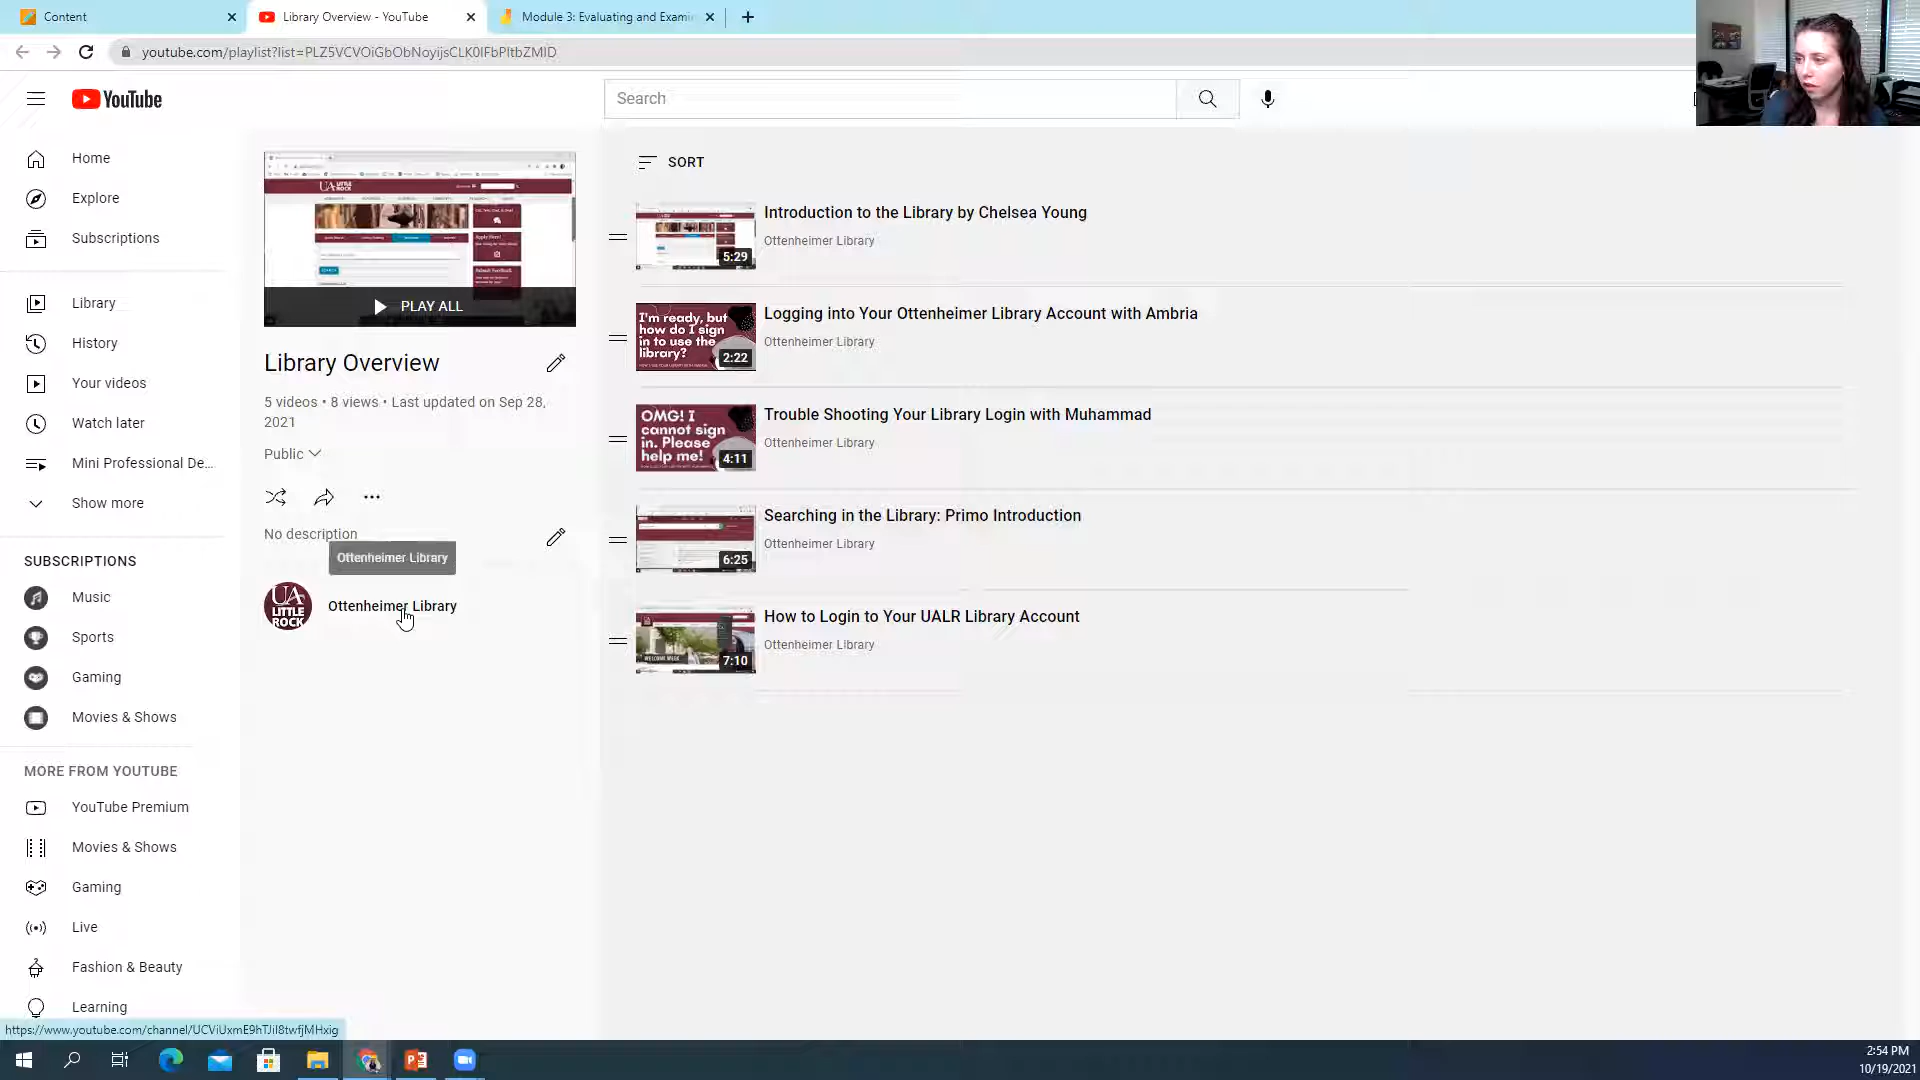 Content
Library Overview - YouTube
Module 3: Evaluating and Exami
youtube.com/playlist?list=PLZ5VCVOiGbObNoyijsCLK0IFbPItbZMID
YouTube
Search
Home
Explore
Subscriptions
Library
History
Your videos
Watch later
Mini Professional De...
Show more
SUBSCRIPTIONS
Music
Sports
Gaming
Movies & Shows
MORE FROM YOUTUBE
YouTube Premium
Movies & Shows
Gaming
Live
Fashion & Beauty
Learning
https://www.youtube.com/channel/UCViUxmE9hTJiI8twfjMHxig
UA LITTLE ROCK
PLAY ALL
Library Overview
5 videos • 8 views • Last updated on Sep 28,
2021
Public
No description
Ottenheimer Library
UA
LITTLE
ROCK
Ottenheimer Library
SORT
5:29
Introduction to the Library by Chelsea Young
Ottenheimer Library
I'm ready, but
how do I sign
in to use the
library?
2:22
Logging into Your Ottenheimer Library Account with Ambria
Ottenheimer Library
OMG! I
cannot sign
in. Please
help me!
4:11
Trouble Shooting Your Library Login with Muhammad
Ottenheimer Library
6:25
Searching in the Library: Primo Introduction
Ottenheimer Library
WELCOME WEEK
7:10
How to Login to Your UALR Library Account
Ottenheimer Library
2:54 PM
10/19/2021